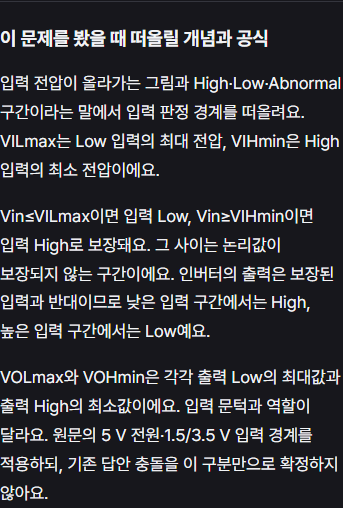 이 문제를 봤을 때 떠올릴 개념과 공식
입력 전압이 올라가는 그림과 High·Low·Abnormal
구간이라는 말에서 입력 판정 경계를 떠올려요.
VILmax는 Low 입력의 최대 전압, VIHmin은 High
입력의 최소 전압이에요.
Vin≤VILmax이면 입력 Low, Vin≥VIHmin이면
입력 High로 보장돼요. 그 사이는 논리값이
보장되지 않는 구간이에요. 인버터의 출력은 보장된
입력과 반대이므로 낮은 입력 구간에서는 High,
높은 입력 구간에서는 Low예요.
VOLmax와 VOHmin은 각각 출력 Low의 최대값과
출력 High의 최소값이에요. 입력 문턱과 역할이
달라요. 원문의 5 V 전원·1.5/3.5 V 입력 경계를
적용하되, 기존 답안 충돌을 이 구분만으로 확정하지
않아요.